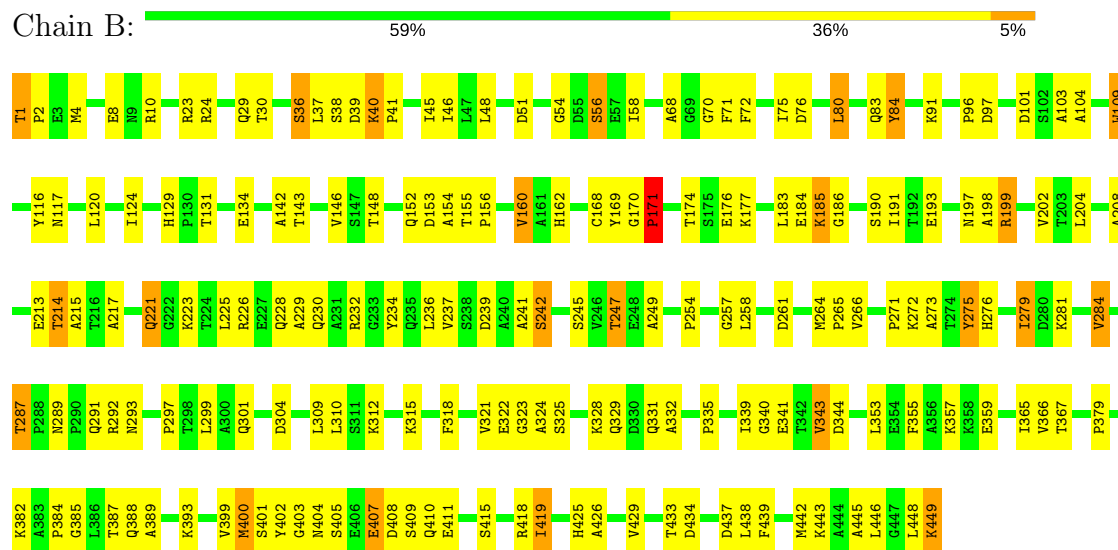 Chain B:
59% 36% 5%
T1 P2 E3 M4 E8 N9 R10 R23 R24 Q29 T30 S36 L37 S38 D39 K40 P41 I45 I46 L47 L48 D51 G54 D55 S56 E57 I58 A68 G69 G70 F71 F72 I75 D76 L80 Q83 Y84 K91 P96 D97 D101 S102 A103 A104 W109
Y116 N117 L120 I124 H129 P130 T131 E134 A142 T143 V146 S147 T148 Q152 D153 A154 T155 P156 V160 A161 H162 C168 Y169 G170 P171 T174 S175 E176 K177 L183 E184 K185 G186 S190 I191 T192 E193 N197 A198 R199 V202 T203 L204 A208
E213 T214 A215 T216 A217 Q221 G222 K223 T224 L225 R226 E227 Q228 A229 Q230 A231 R232 G233 Y234 Q235 L236 V237 S238 D239 A240 A241 S242 S245 V246 T247 E248 A249 P254 G257 L258 D261 M264 P265 V266 P271 K272 A273 T274 Y275 H276 I279 D280 K281 V284
T287 P288 N289 P290 Q291 R292 N293 P297 T298 L299 A300 Q301 D304 L309 L310 S311 K312 K315 F318 V321 E322 G323 A324 S325 K328 Q329 D330 Q331 A332 P335 I339 G340 E341 T342 V343 D344 L353 E354 F355 A356 K357 K358 E359 I365 V366 T367 P379
K382 A383 P384 G385 L386 T387 Q388 A389 K393 V399 M400 S401 Y402 G403 N404 S405 E406 E407 D408 S409 Q410 E411 S415 R418 I419 H425 A426 V429 T433 D434 D437 L438 F439 M442 K443 A444 A445 L446 G447 L448 K449